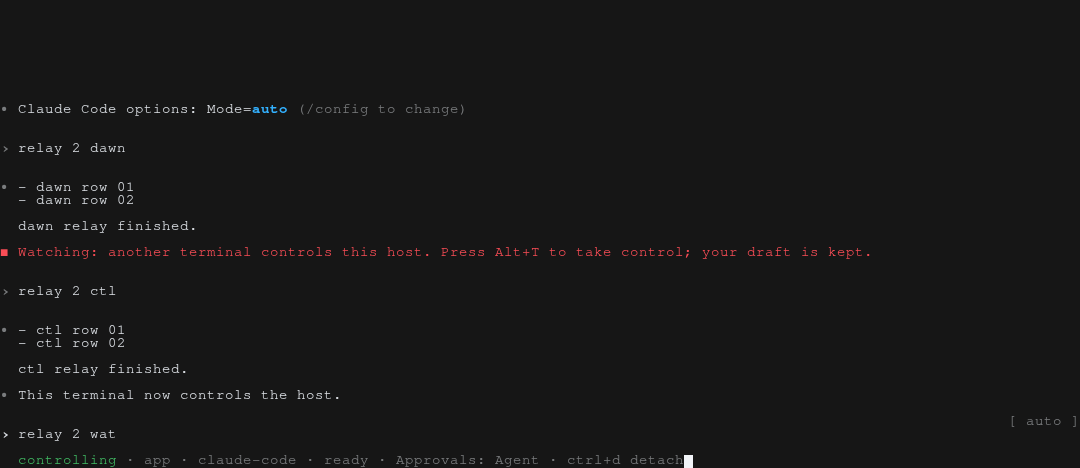 • Claude Code options: Mode=auto (/config to change)
› relay 2 dawn
• - dawn row 01
- dawn row 02
dawn relay finished.
■ Watching: another terminal controls this host. Press Alt+T to take control; your draft is kept.
› relay 2 ctl
• - ctl row 01
- ctl row 02
ctl relay finished.
• This terminal now controls the host.
[ auto ]
› relay 2 wat
controlling · app · claude-code · ready · Approvals: Agent · ctrl+d detach